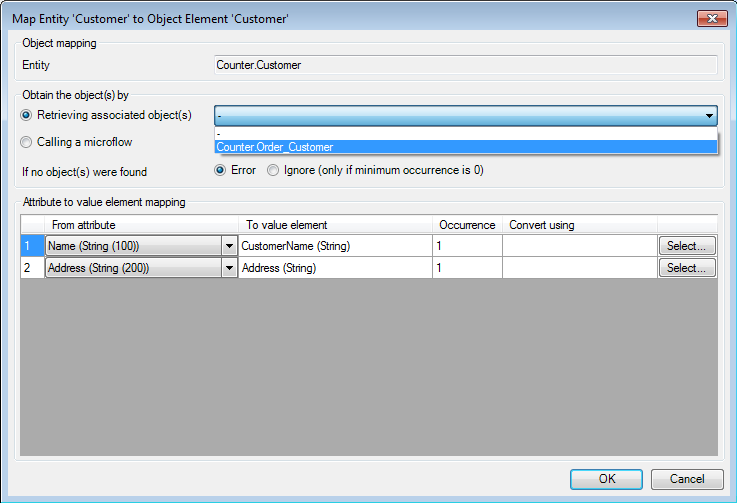 Map Entity 'Customer' to Object Element 'Customer'
Object mapping
Entity Counter.Customer
Obtain the object(s) by
Retrieving associated object(s) -
-
Calling a microflow Counter.Order_Customer
If no object(s) were found Error Ignore (only if minimum occurrence is 0)
Attribute to value element mapping
From attribute To value element Occurrence Convert using
1 Name (String (100)) CustomerName (String) 1 Select...
2 Address (String (200)) Address (String) 1 Select...
OK Cancel